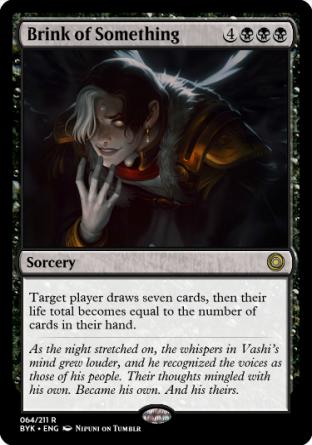 Brink of Something 4
Sorcery
Target player draws seven cards, then their
life total becomes equal to the number of
cards in their hand.
As the night stretched on, the whispers in Vashi's
mind grew louder, and he recognized the voices as
those of his people. Their thoughts mingled with
his own. Became his own. And his theirs.
064/211 R
BYK • ENG NIPUNI ON TUMBLR